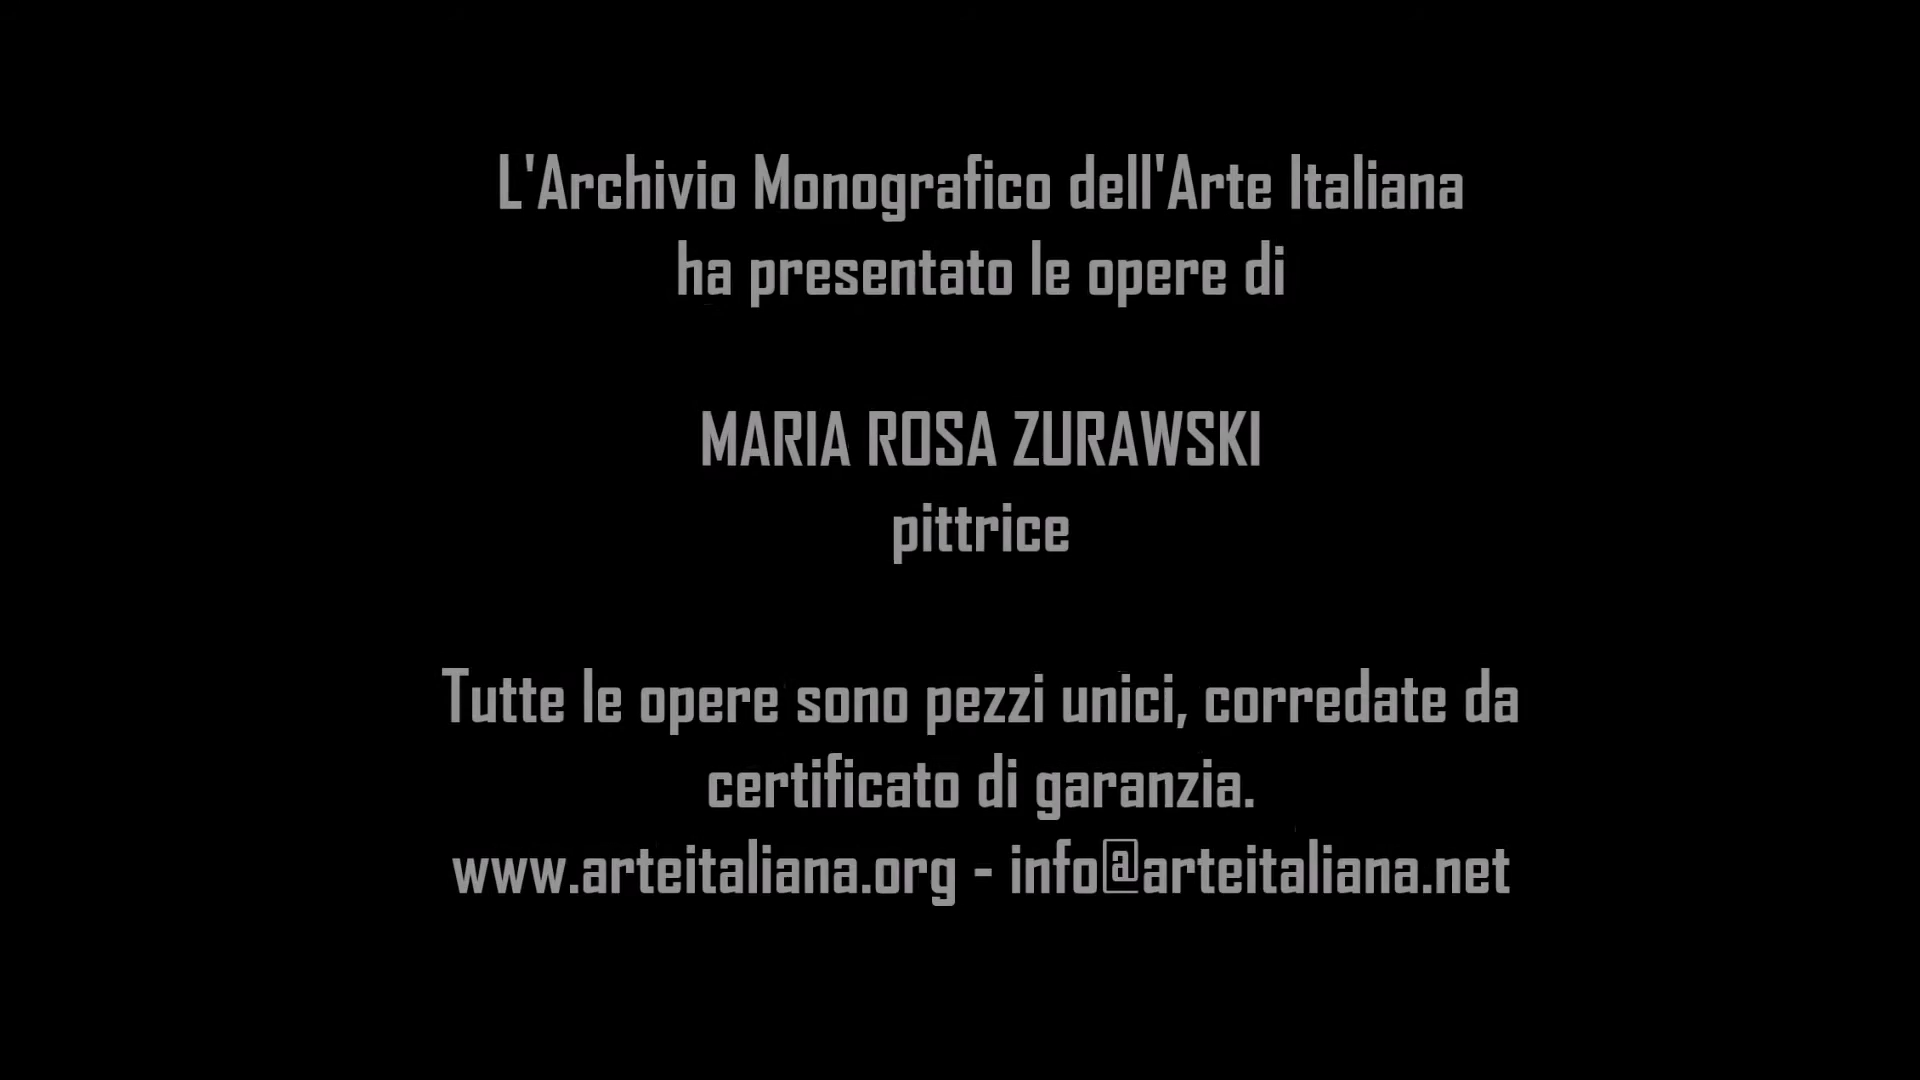 L'Archivio Monografico dell'Arte Italiana
ha presentato le opere di
MARIA ROSA ZURAWSKI
pittrice
Tutte le opere sono pezzi unici, corredate da
certificato di garanzia.
www.arteitaliana.org - info@arteitaliana.net